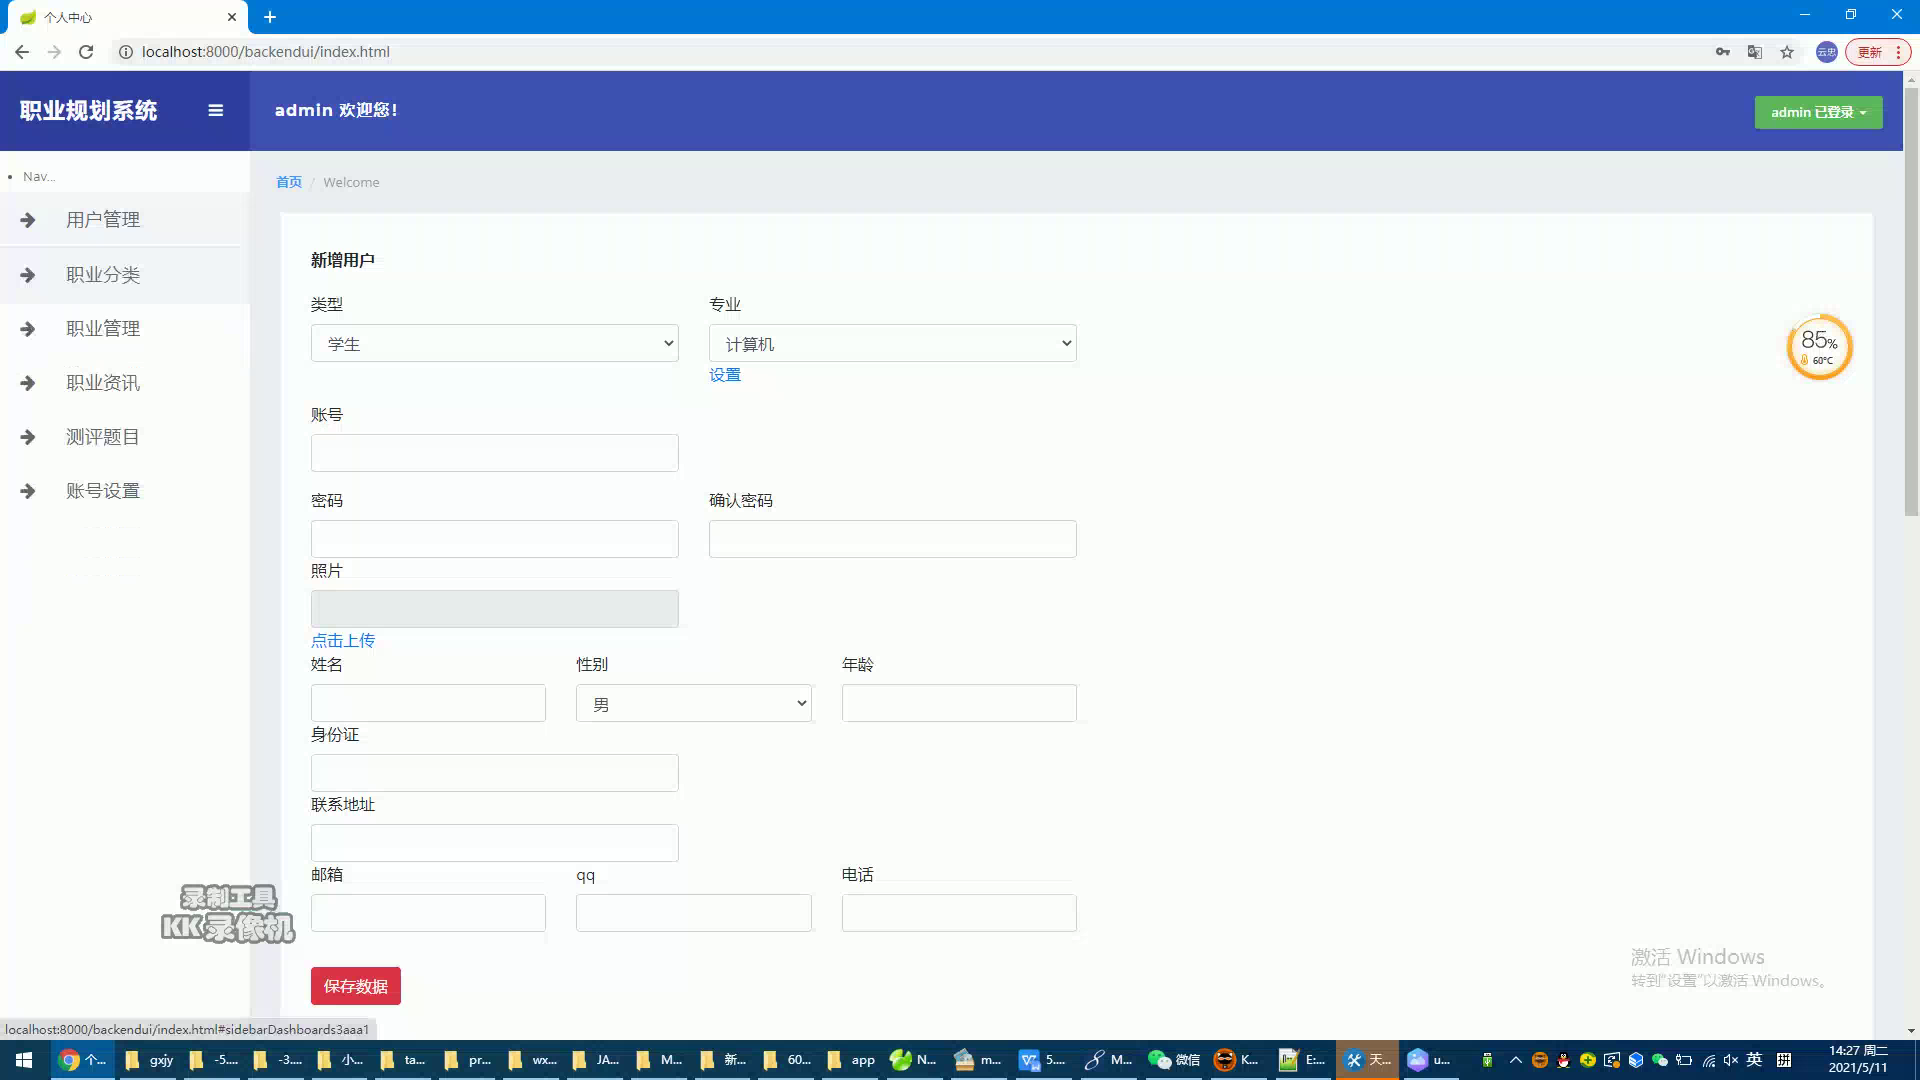 个人中心
localhost:8000/backendui/index.html
云忠
更新
职业规划系统
admin 欢迎您!
admin 已登录
Nav...
首页 / Welcome
用户管理
职业分类
职业管理
职业资讯
测评题目
账号设置
新增用户
类型
专业
学生
计算机
设置
账号
密码
确认密码
照片
点击上传
姓名
性别
年龄
男
身份证
联系地址
邮箱
qq
电话
保存数据
85%
60℃
录制工具
KK录像机
激活 Windows
转到"设置"以激活 Windows。
localhost:8000/backendui/index.html#sidebarDashboards3aaa1
个...
gxjy
-5....
-3....
小...
ta...
pr...
wx...
JA...
M...
新...
60...
app
N...
m...
5....
M...
微信
K...
E:...
天...
u...
英
拼
14:27 周二
2021/5/11